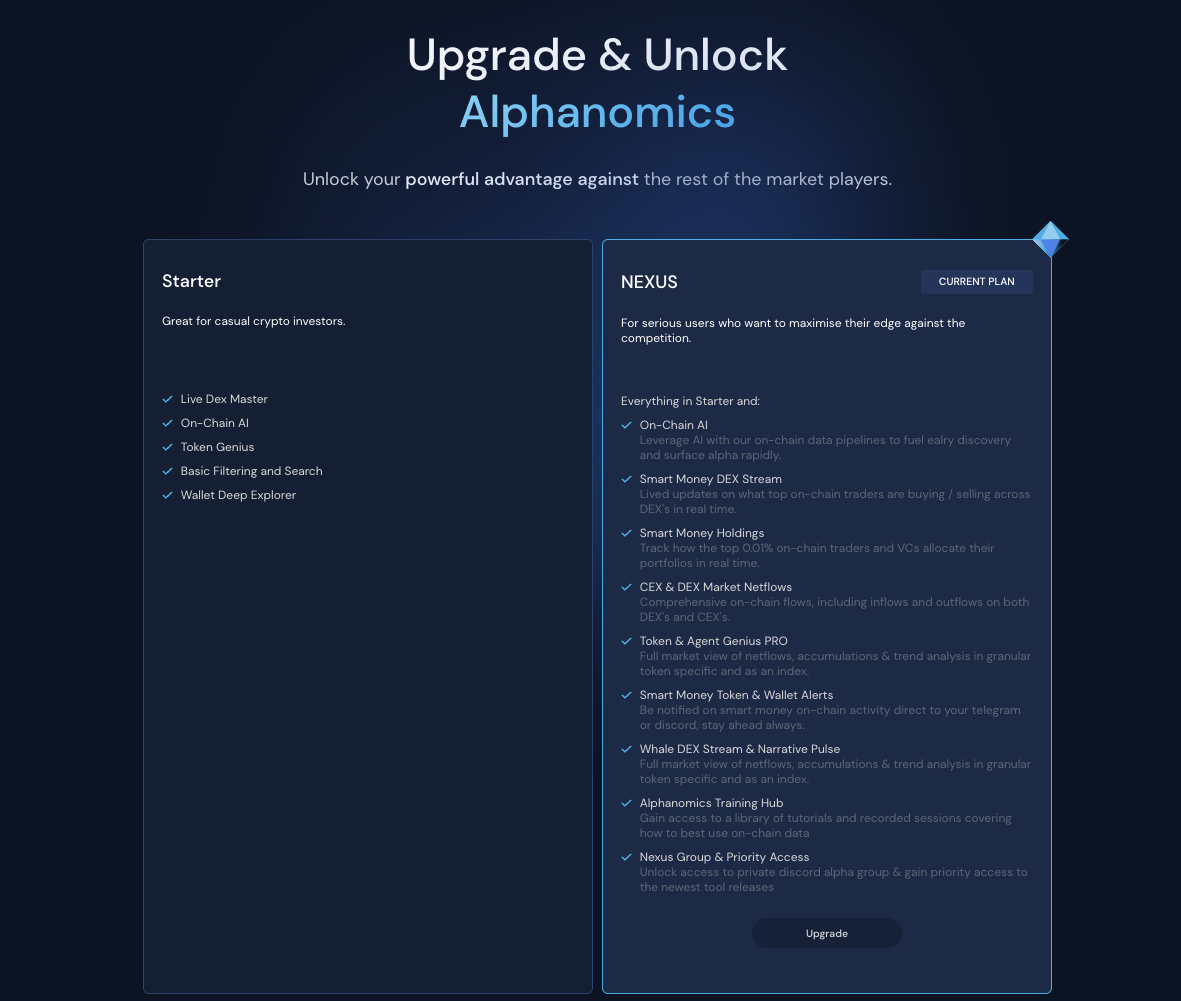 Upgrade & Unlock
Alphanomics
Unlock your powerful advantage against the rest of the market players.
Starter
Great for casual crypto investors.
Live Dex Master
On-Chain AI
Token Genius
Basic Filtering and Search
Wallet Deep Explorer
NEXUS
CURRENT PLAN
For serious users who want to maximise their edge against the
competition.
Everything in Starter and:
On-Chain AI
Leverage AI with our on-chain data pipelines to fuel ealry discovery
and surface alpha rapidly.
Smart Money DEX Stream
Lived updates on what top on-chain traders are buying / selling across
DEX's in real time.
Smart Money Holdings
Track how the top 0.01% on-chain traders and VCs allocate their
portfolios in real time.
CEX & DEX Market Netflows
Comprehensive on-chain flows, including inflows and outflows on both
DEX's and CEX's.
Token & Agent Genius PRO
Full market view of netflows, accumulations & trend analysis in granular
token specific and as an index.
Smart Money Token & Wallet Alerts
Be notified on smart money on-chain activity direct to your telegram
or discord, stay ahead always.
Whale DEX Stream & Narrative Pulse
Full market view of netflows, accumulations & trend analysis in granular
token specific and as an index.
Alphanomics Training Hub
Gain access to a library of tutorials and recorded sessions covering
how to best use on-chain data
Nexus Group & Priority Access
Unlock access to private discord alpha group & gain priority access to
the newest tool releases
Upgrade